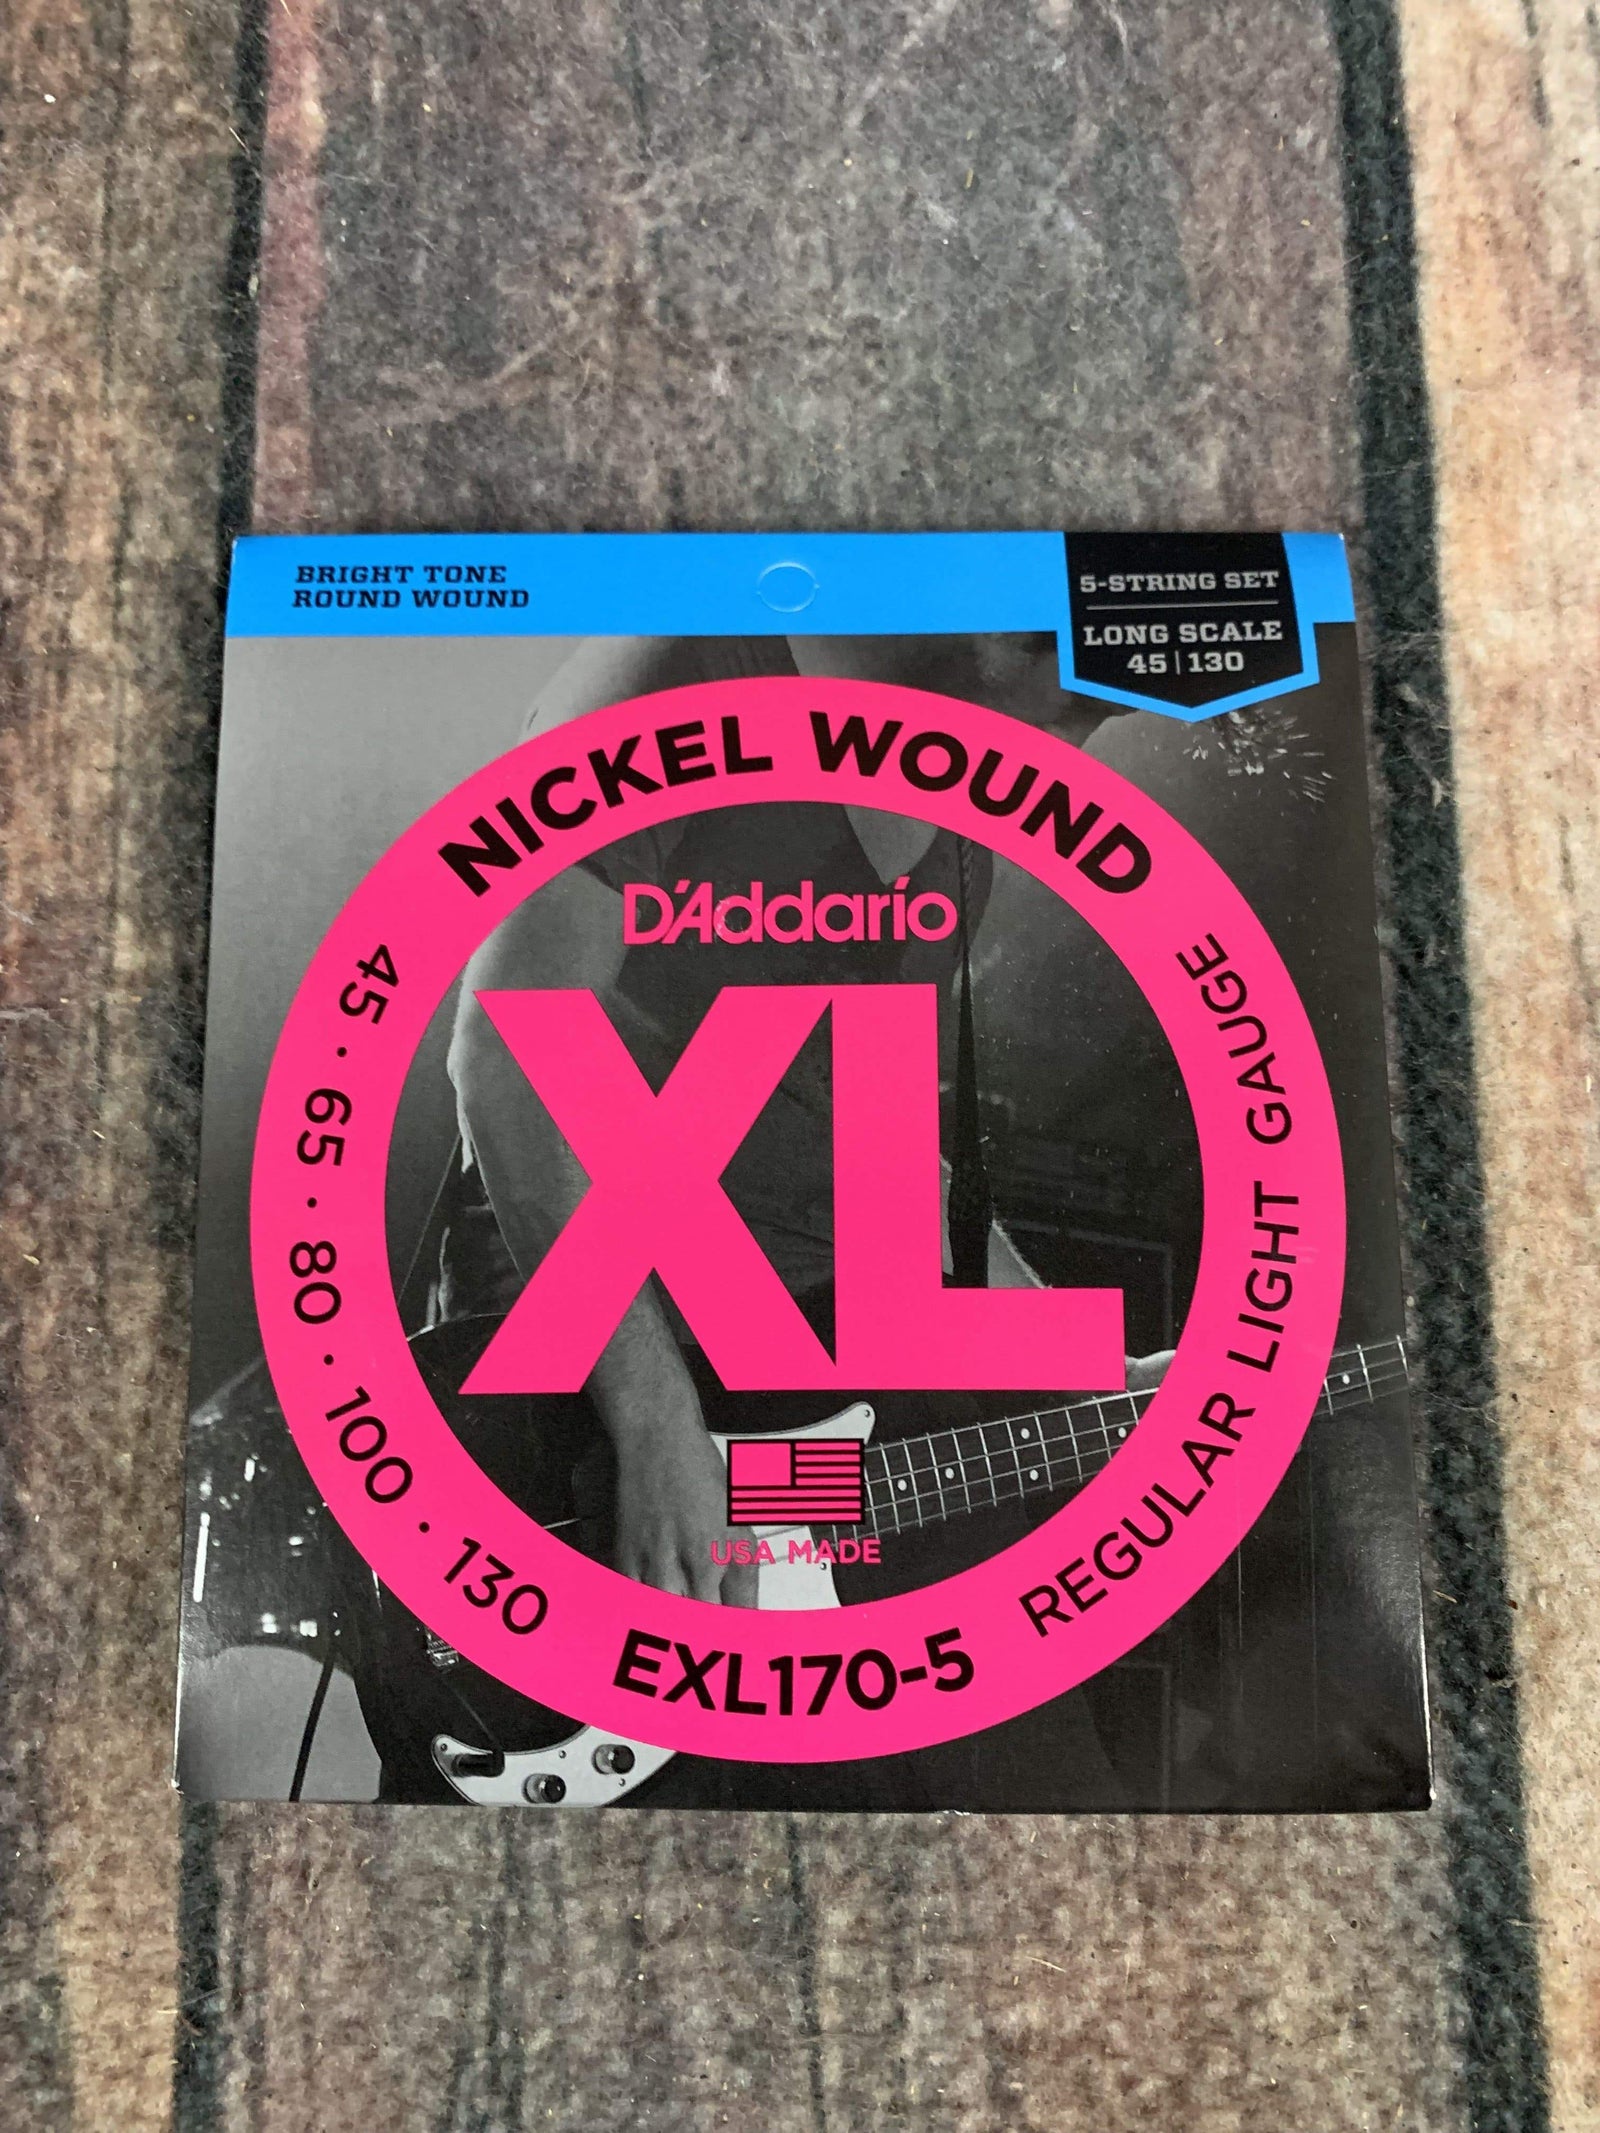 BRIGHT TONE
ROUND WOUND
5-STRING SET
LONG SCALE
45 | 130
NICKEL WOUND
D'Addario
XL
45 · 65 · 80 · 100 · 130
REGULAR LIGHT GAUGE
USA MADE
EXL170-5